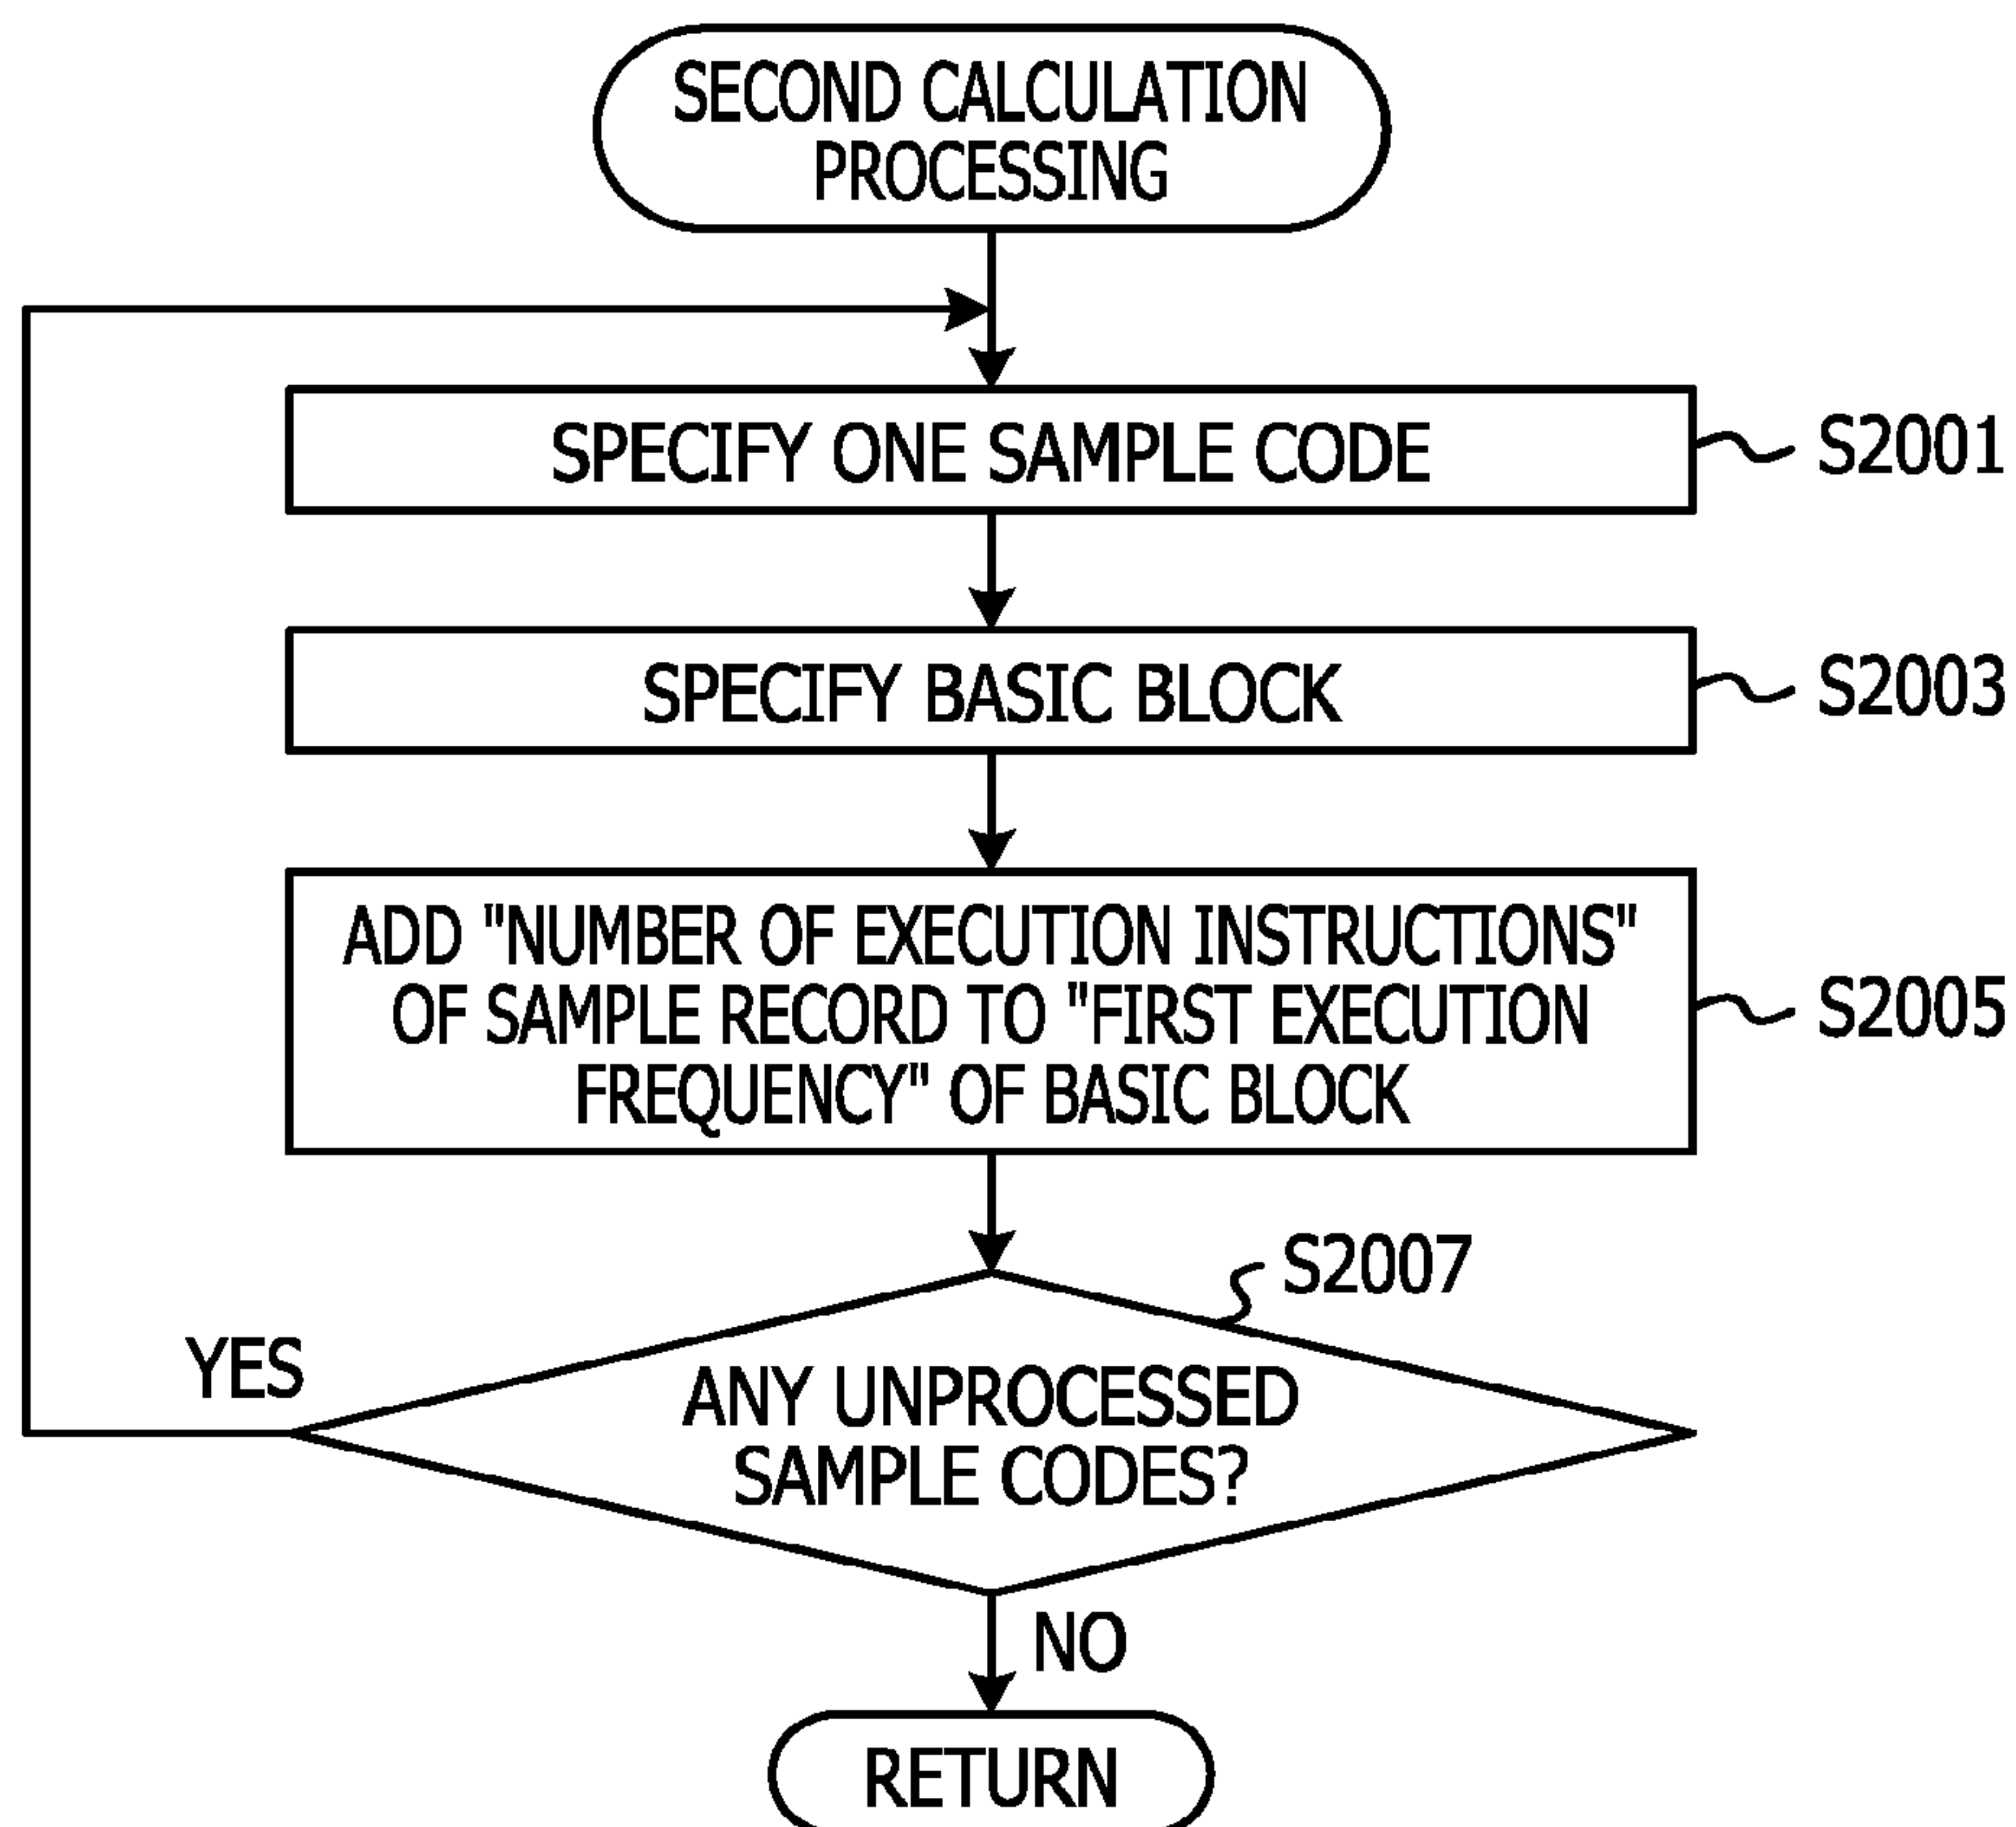 SECOND CALCULATION
PROCESSING
SPECIFY ONE SAMPLE CODE
S2001
SPECIFY BASIC BLOCK
S2003
ADD "NUMBER OF EXECUTION INSTRUCTIONS"
OF SAMPLE RECORD TO "FIRST EXECUTION
FREQUENCY" OF BASIC BLOCK
S2005
S2007
YES
ANY UNPROCESSED
SAMPLE CODES?
NO
RETURN